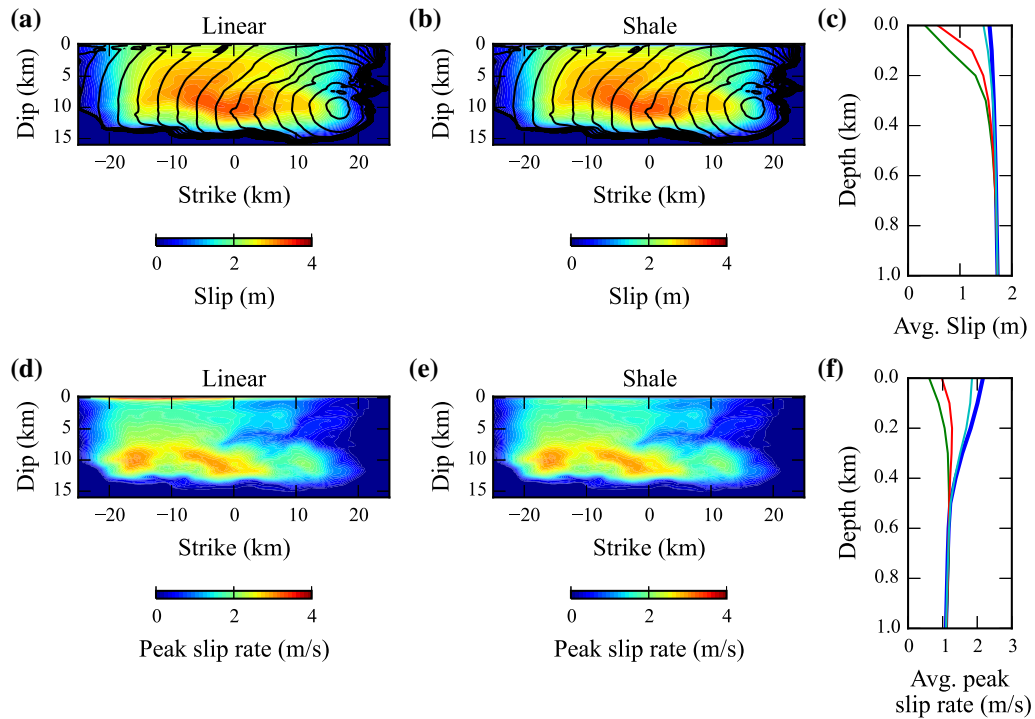 (a)
Linear
Dip (km)
0
5
10
15
−20
−10
0
10
20
Strike (km)
0
2
4
Slip (m)
(b)
Shale
Dip (km)
0
5
10
15
−20
−10
0
10
20
Strike (km)
0
2
4
Slip (m)
(c)
Depth (km)
0.0
0.2
0.4
0.6
0.8
1.0
0
1
2
Avg. Slip (m)
(d)
Linear
Dip (km)
0
5
10
15
−20
−10
0
10
20
Strike (km)
0
2
4
Peak slip rate (m/s)
(e)
Shale
Dip (km)
0
5
10
15
−20
−10
0
10
20
Strike (km)
0
2
4
Peak slip rate (m/s)
(f)
Depth (km)
0.0
0.2
0.4
0.6
0.8
1.0
0
1
2
3
Avg. peak
slip rate (m/s)